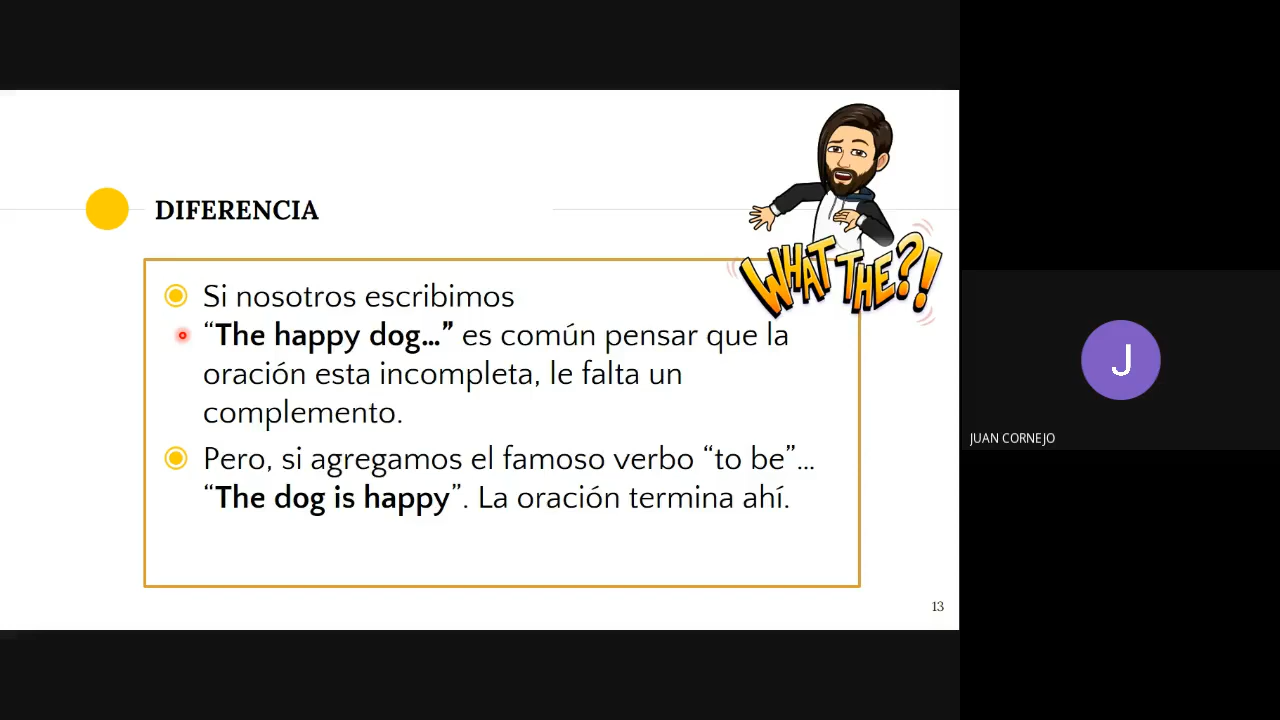 DIFERENCIA
WHAT THE?!
Si nosotros escribimos
“The happy dog...” es común pensar que la
oración esta incompleta, le falta un
complemento.
Pero, si agregamos el famoso verbo “to be”...
“The dog is happy”. La oración termina ahí.
13
J
JUAN CORNEJO